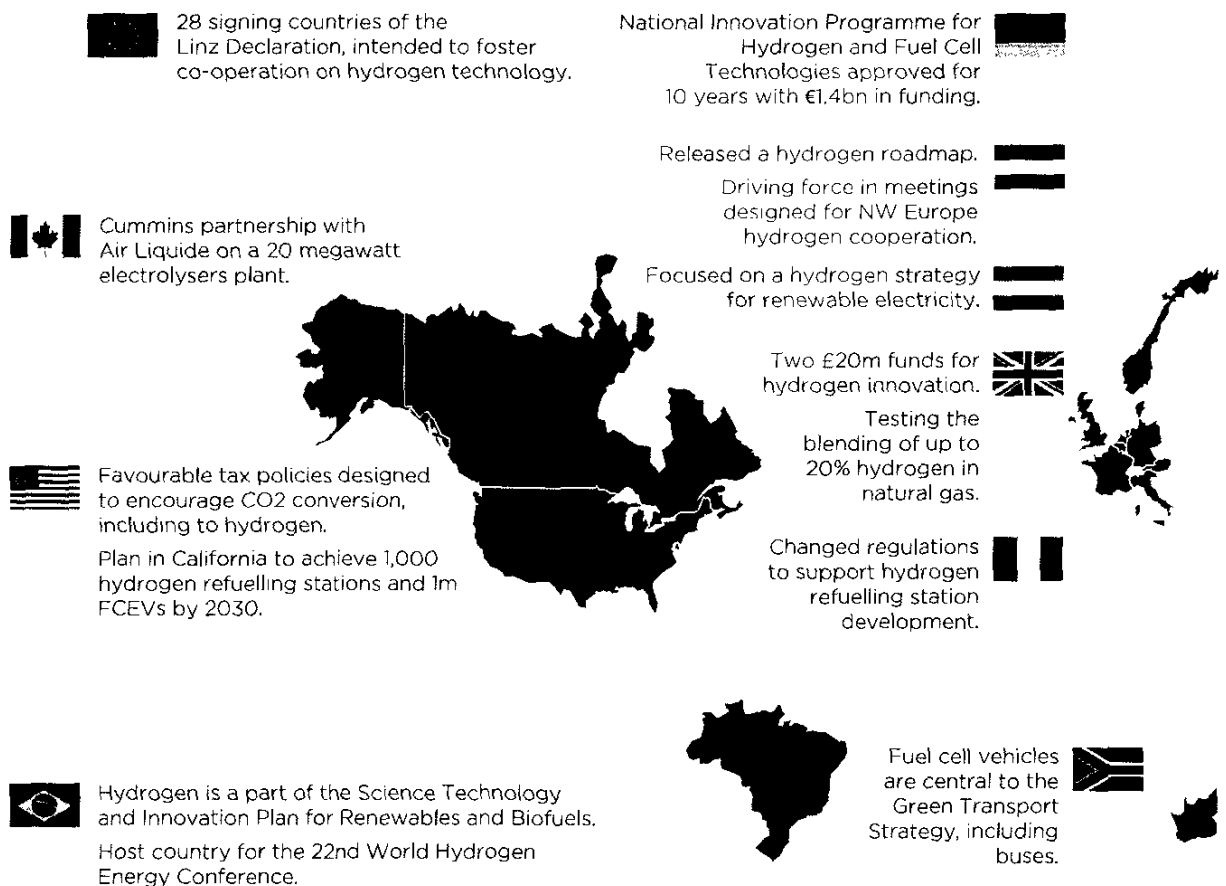 28 signing countries of the
Linz Declaration, intended to foster
co-operation on hydrogen technology.
National Innovation Programme for
Hydrogen and Fuel Cell
Technologies approved for
10 years with €1.4bn in funding.
Released a hydrogen roadmap.
Driving force in meetings
designed for NW Europe
hydrogen cooperation.
Cummins partnership with
Air Liquide on a 20 megawatt
electrolysers plant.
Focused on a hydrogen strategy
for renewable electricity.
Two £20m funds for
hydrogen innovation.
Testing the
blending of up to
20% hydrogen in
natural gas.
Favourable tax policies designed
to encourage CO2 conversion,
including to hydrogen.
Plan in California to achieve 1,000
hydrogen refuelling stations and 1m
FCEVs by 2030.
Changed regulations
to support hydrogen
refuelling station
development.
Fuel cell vehicles
are central to the
Green Transport
Strategy, including
buses.
Hydrogen is a part of the Science Technology
and Innovation Plan for Renewables and Biofuels.
Host country for the 22nd World Hydrogen
Energy Conference.